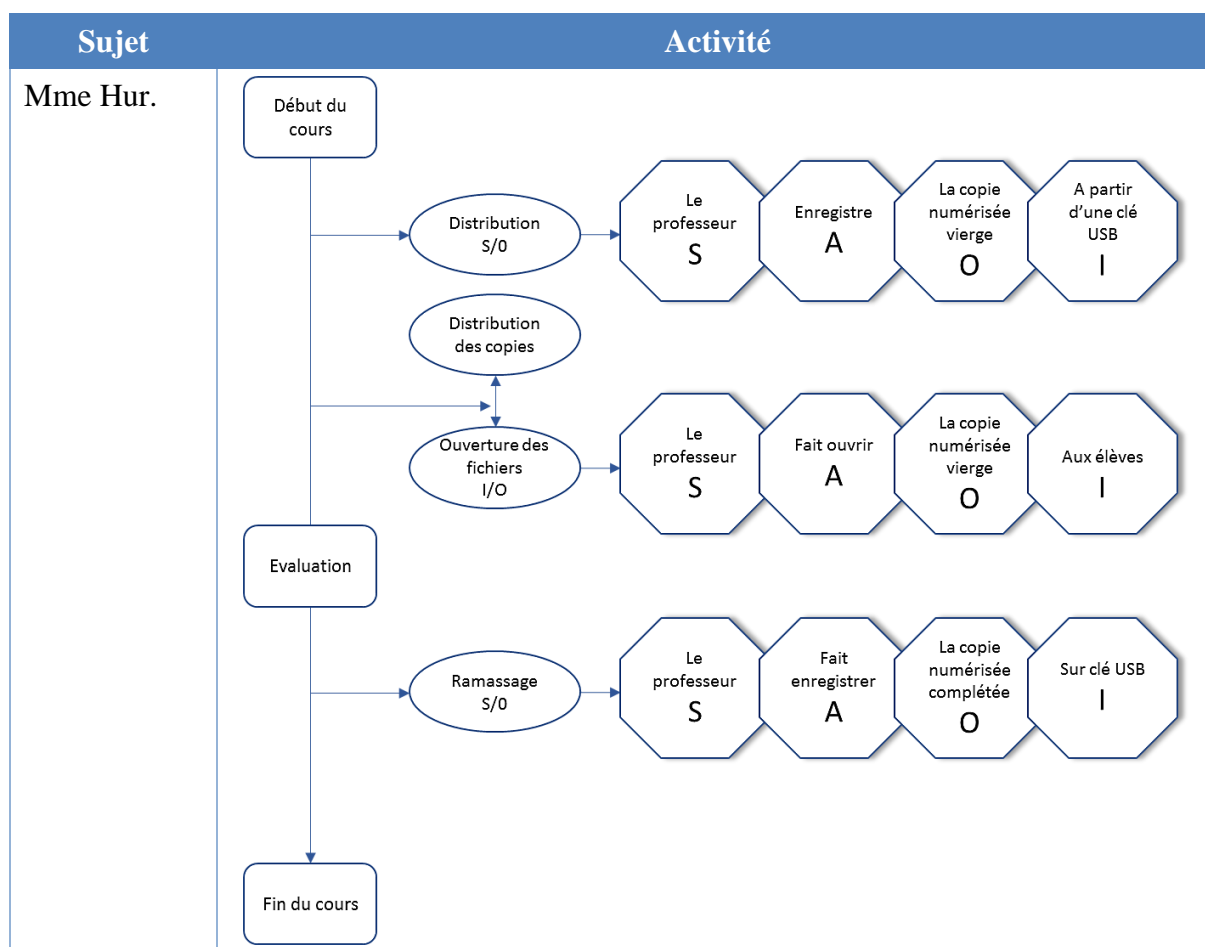 Sujet
Activité
Mme Hur.
Début du
cours
Distribution
S/0
Le
professeur
S
Enregistre
A
La copie
numérisée
vierge
O
A partir
d'une clé
USB
I
Distribution
des copies
Ouverture des
fichiers
I/O
Le
professeur
S
Fait ouvrir
A
La copie
numérisée
vierge
O
Aux élèves
I
Evaluation
Ramassage
S/0
Le
professeur
S
Fait
enregistrer
A
La copie
numérisée
complétée
O
Sur clé USB
I
Fin du cours